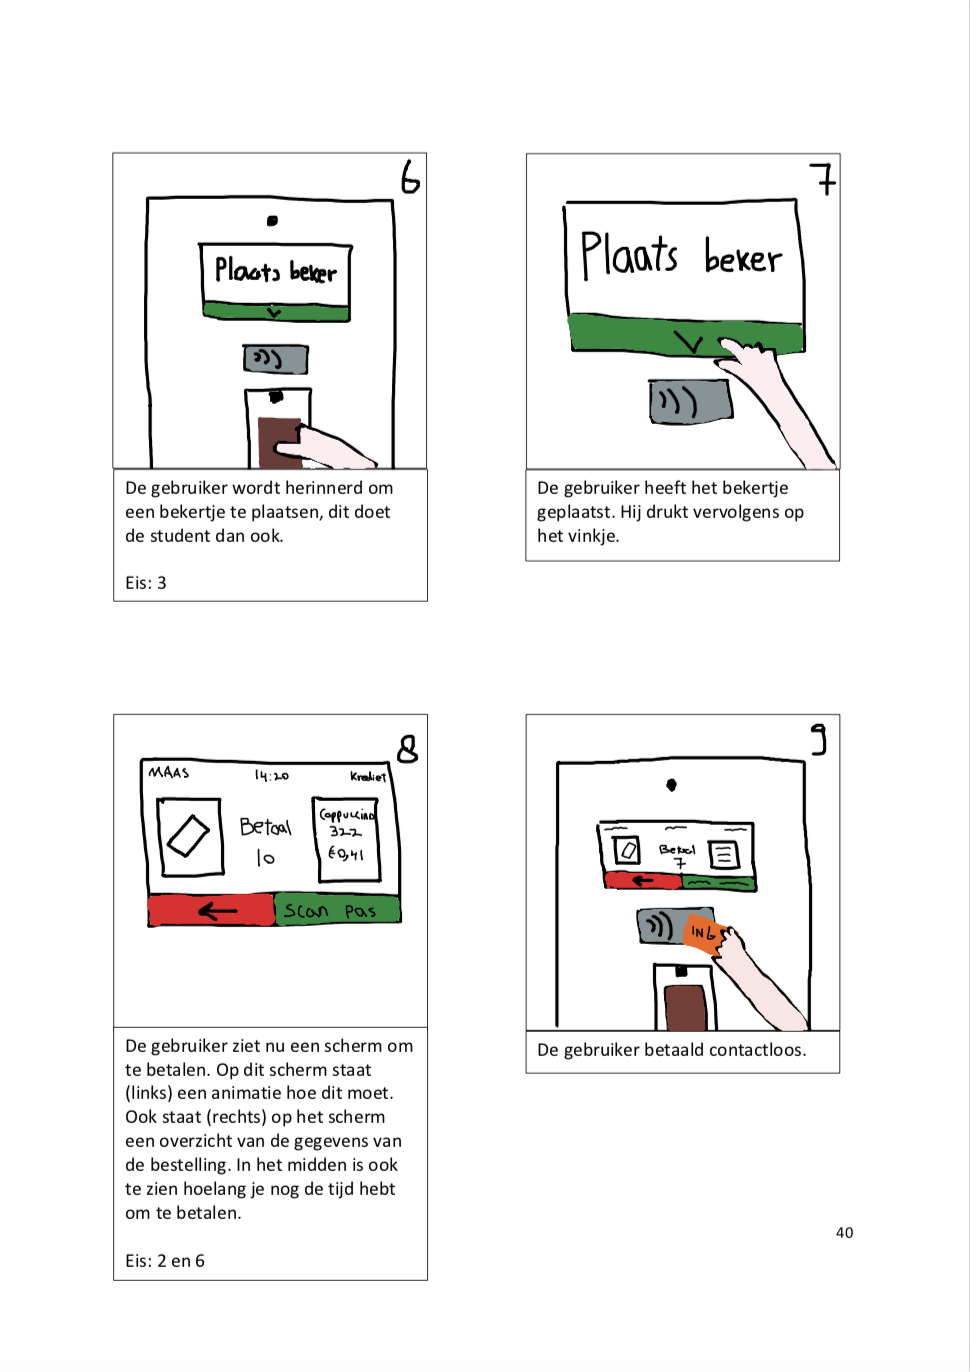 6
Plaats beker
De gebruiker wordt herinnerd om
een bekertje te plaatsen, dit doet
de student dan ook.
Eis: 3
7
Plaats beker
De gebruiker heeft het bekertje
geplaatst. Hij drukt vervolgens op
het vinkje.
8
MAAS 14:20 Krediet
Betaal
10
Cappuccino
322
€0,41
Scan pas
De gebruiker ziet nu een scherm om
te betalen. Op dit scherm staat
(links) een animatie hoe dit moet.
Ook staat (rechts) op het scherm
een overzicht van de gegevens van
de bestelling. In het midden is ook
te zien hoelang je nog de tijd hebt
om te betalen.
Eis: 2 en 6
9
Betaal
7
ING
De gebruiker betaald contactloos.
40